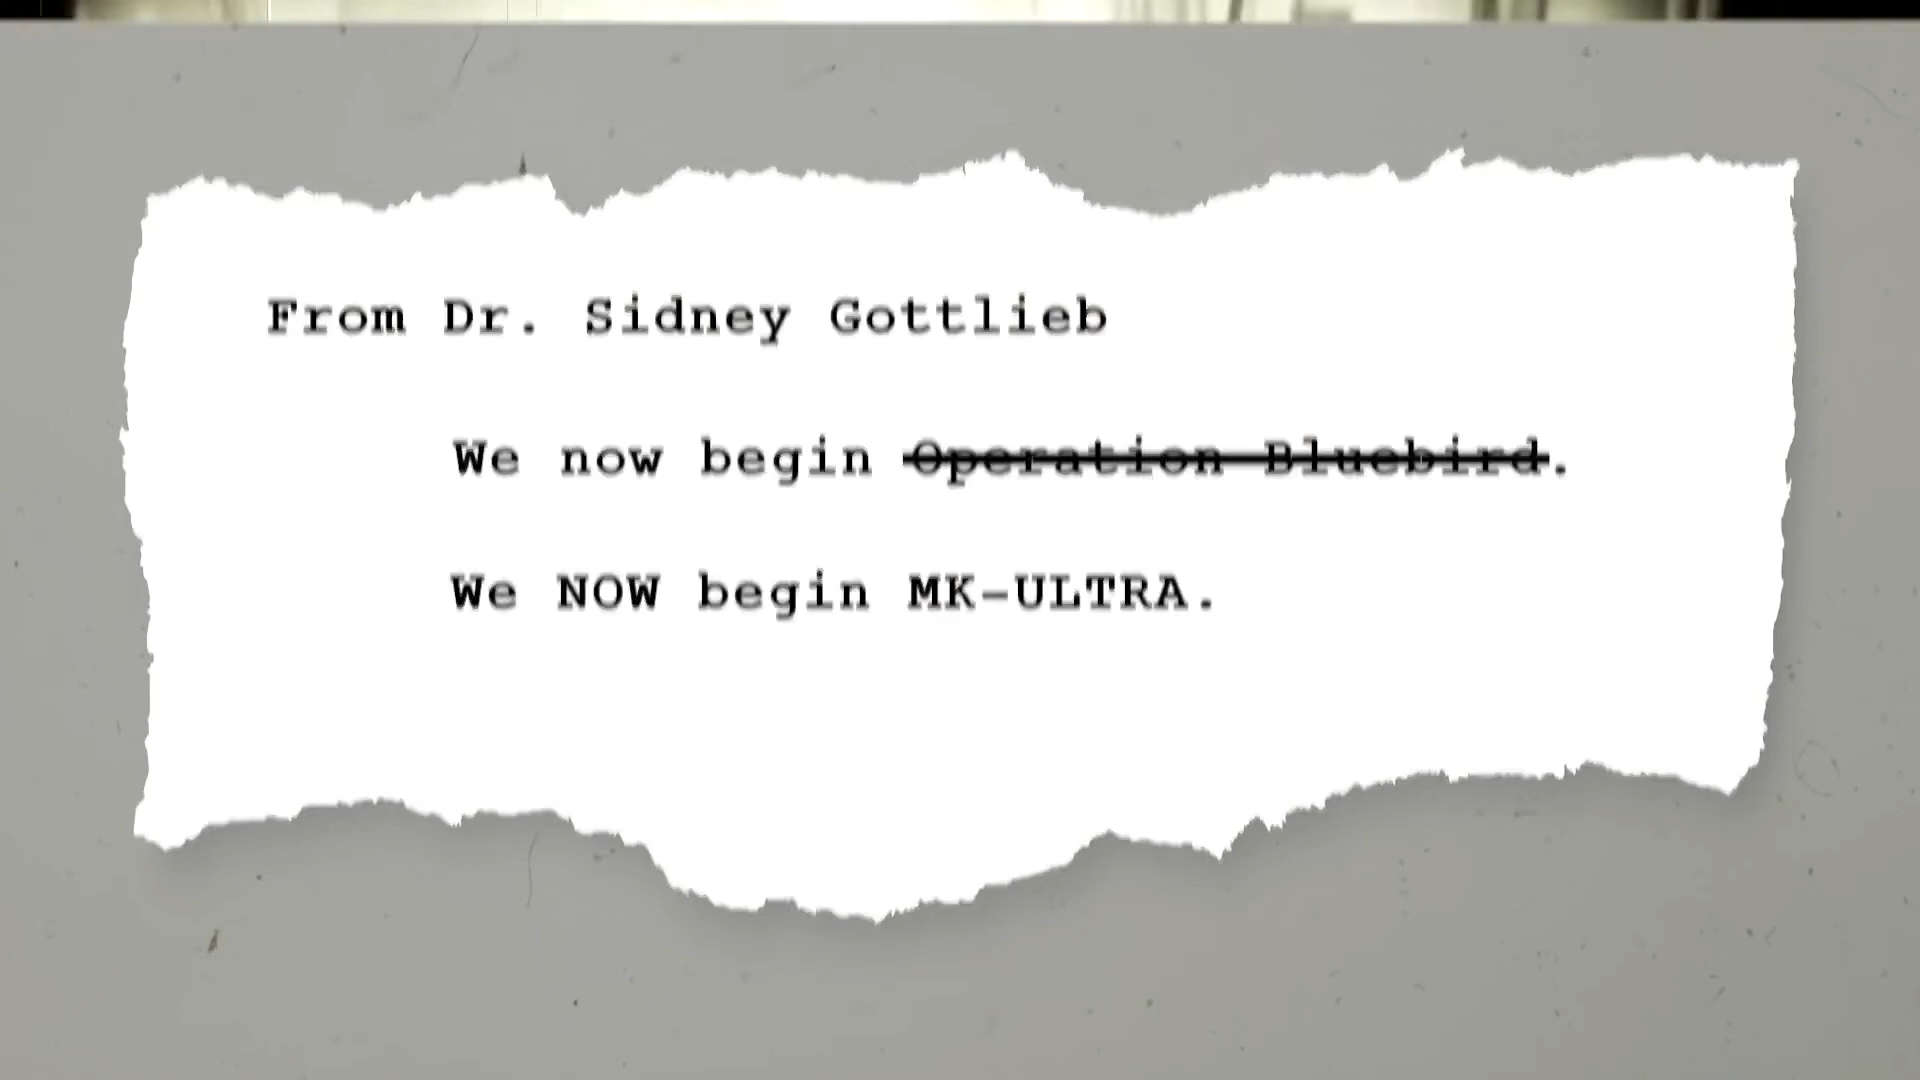 From Dr. Sidney Gottlieb
We now begin Operation Bluebird.
We NOW begin MK-ULTRA.